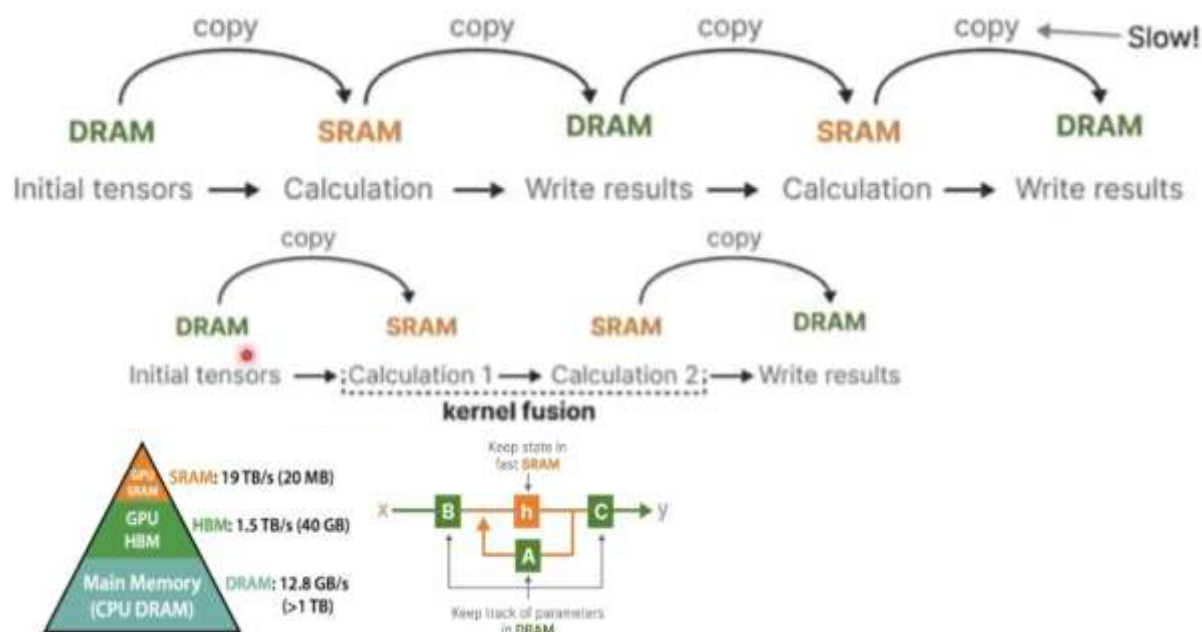 copy copy copy copy Slow!
DRAM SRAM DRAM SRAM DRAM
Initial tensors Calculation Write results Calculation Write results
copy copy
DRAM SRAM SRAM DRAM
Initial tensors Calculation 1 Calculation 2 Write results
kernel fusion
GPU
SRAM
SRAM: 19 TB/s (20 MB)
GPU
HBM
HBM: 1.5 TB/s (40 GB)
Main Memory
(CPU DRAM)
DRAM: 12.8 GB/s
(>1 TB)
Keep state in
fast SRAM
x B h C y
A
Keep track of parameters
in DRAM